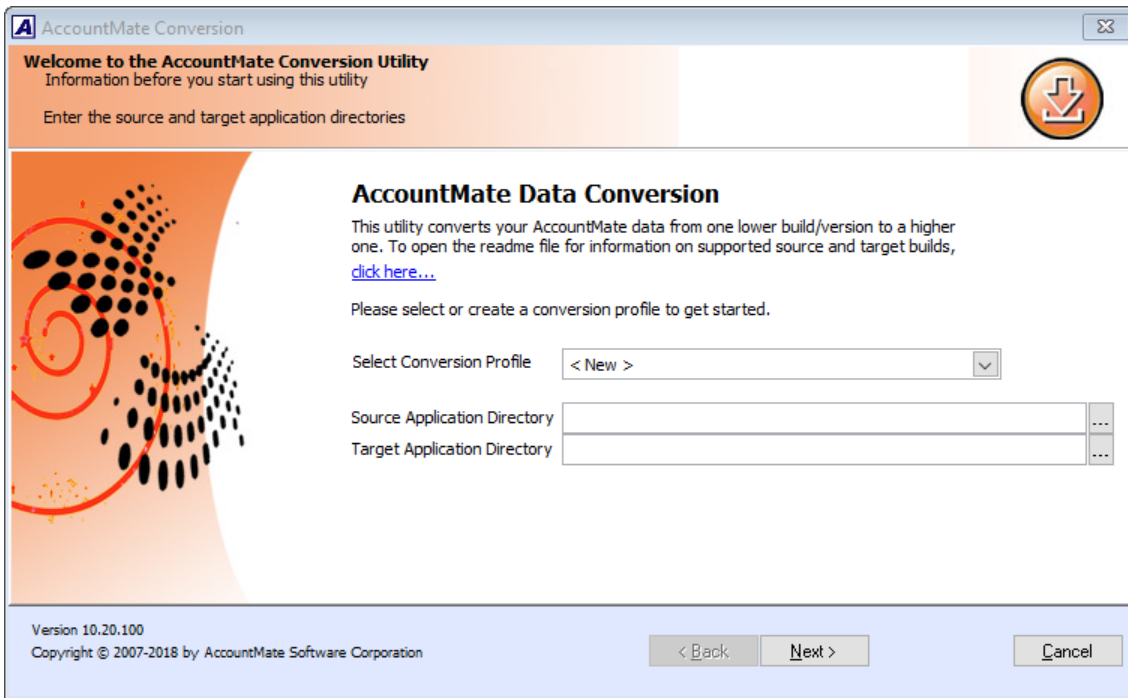 A AccountMate Conversion
Welcome to the AccountMate Conversion Utility
Information before you start using this utility
Enter the source and target application directories
AccountMate Data Conversion
This utility converts your AccountMate data from one lower build/version to a higher
one. To open the readme file for information on supported source and target builds,
click here...
Please select or create a conversion profile to get started.
Select Conversion Profile < New >
Source Application Directory ...
Target Application Directory ...
Version 10.20.100
Copyright © 2007-2018 by AccountMate Software Corporation
< Back Next > Cancel